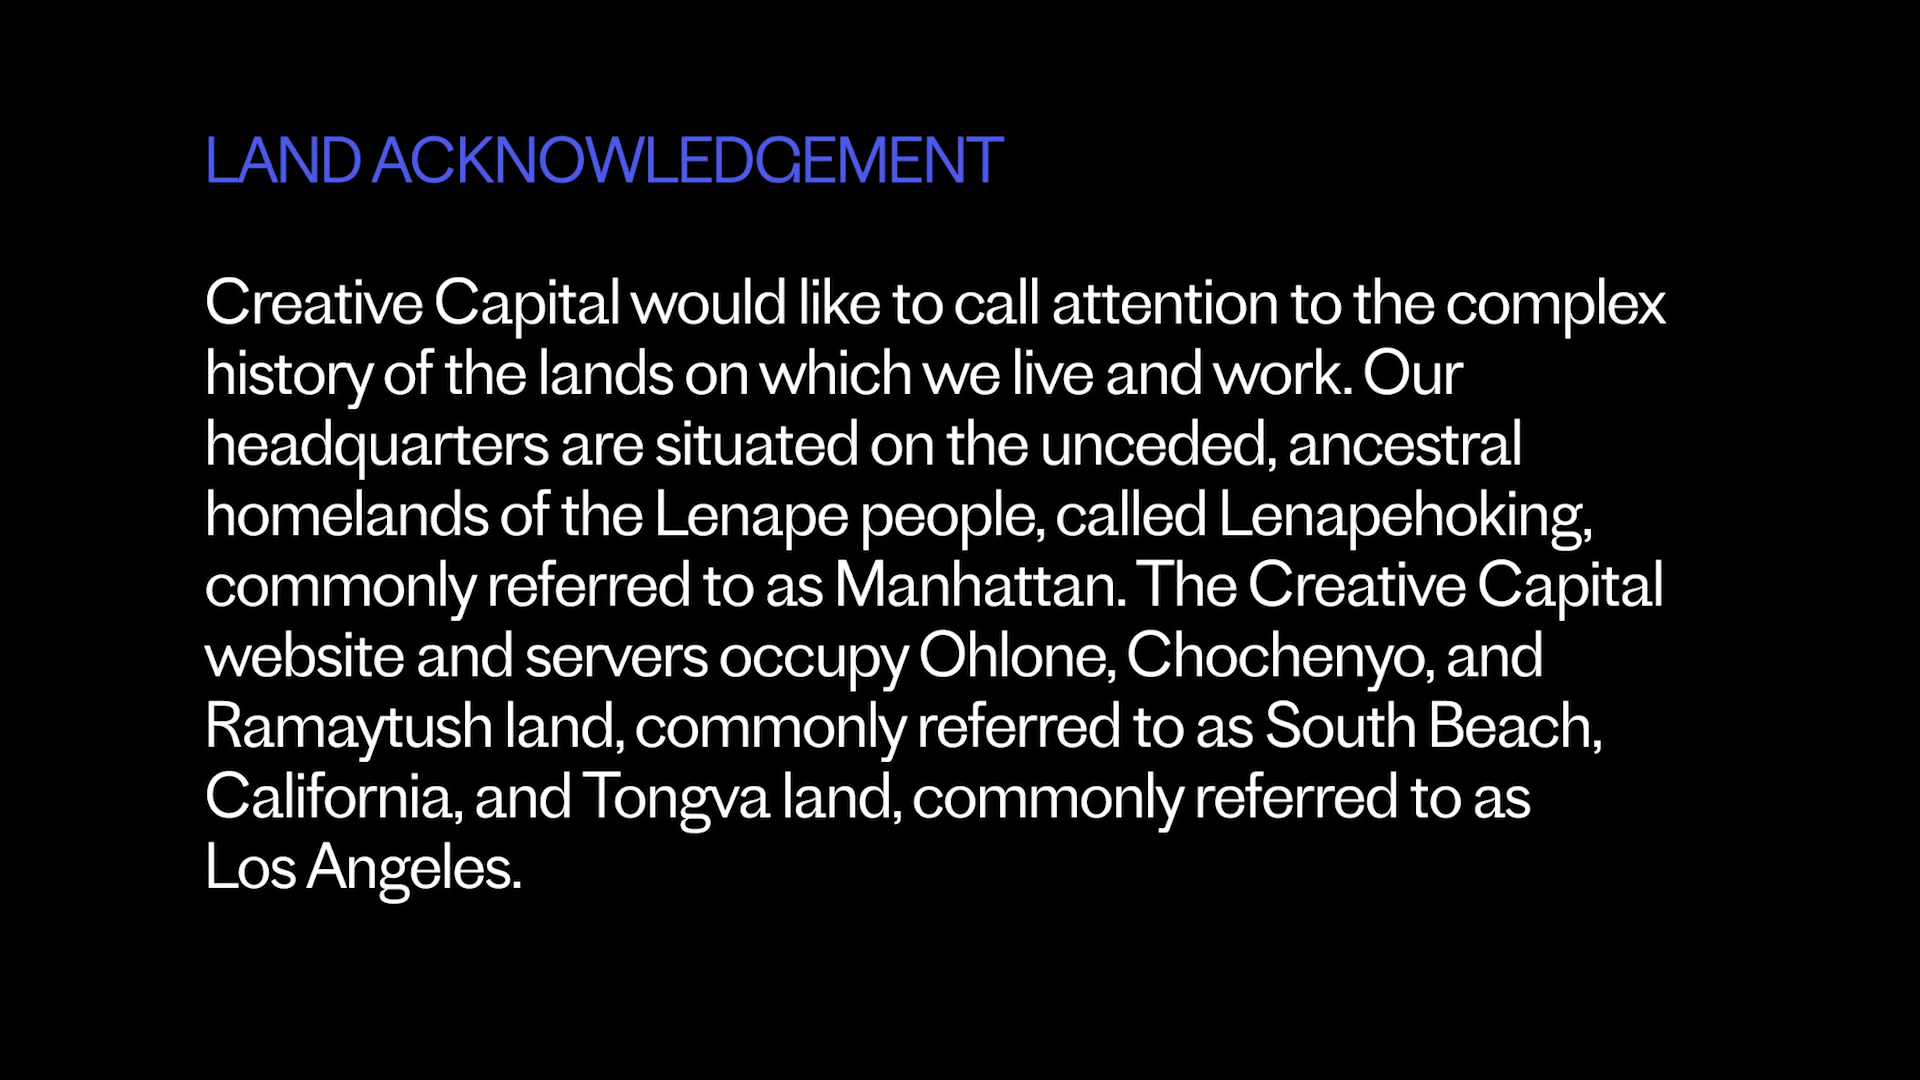 LAND ACKNOWLEDGEMENT
Creative Capital would like to call attention to the complex
history of the lands on which we live and work. Our
headquarters are situated on the unceded, ancestral
homelands of the Lenape people, called Lenapehoking,
commonly referred to as Manhattan. The Creative Capital
website and servers occupy Ohlone, Chochenyo, and
Ramaytush land, commonly referred to as South Beach,
California, and Tongva land, commonly referred to as
Los Angeles.